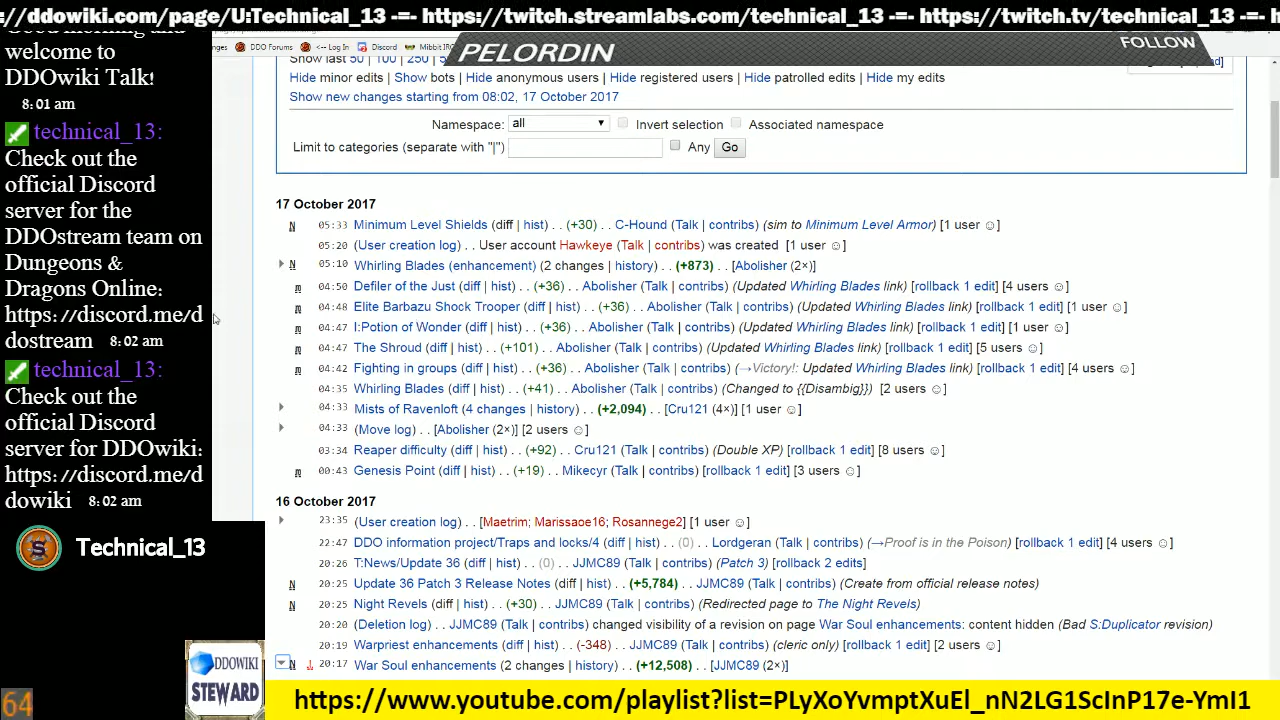 ://ddowiki.com/page/U:Technical_13 -=- https://twitch.streamlabs.com/technical_13 -=- https://twitch.tv/technical_13 -=-
Good morning and
welcome to
DDOwiki Talk!
8:01 am
technical_13:
Check out the
official Discord
server for the
DDOstream team on
Dungeons &
Dragons Online:
https://discord.me/d
dostream 8:02 am
technical_13:
Check out the
official Discord
server for DDOwiki:
https://discord.me/d
dowiki 8:02 am
Technical_13
DDOWIKI
STEWARD
64
DDO Forums <-- Log In Discord Mibbit IRC
PELORDIN FOLLOW
Show last 50 | 100 | 250 |
Hide minor edits | Show bots | Hide anonymous users | Hide registered users | Hide patrolled edits | Hide my edits
Show new changes starting from 08:02, 17 October 2017
Namespace: all Invert selection Associated namespace
Limit to categories (separate with "|") Any Go
17 October 2017
N 05:33 Minimum Level Shields (diff | hist) . . (+30) . . C-Hound (Talk | contribs) (sim to Minimum Level Armor) [1 user ☺]
05:20 (User creation log) . . User account Hawkeye (Talk | contribs) was created [1 user ☺]
N 05:10 Whirling Blades (enhancement) (2 changes | history) . . (+873) . . [Abolisher (2×)]
m 04:50 Defiler of the Just (diff | hist) . . (+36) . . Abolisher (Talk | contribs) (Updated Whirling Blades link) [rollback 1 edit] [4 users ☺]
m 04:48 Elite Barbazu Shock Trooper (diff | hist) . . (+36) . . Abolisher (Talk | contribs) (Updated Whirling Blades link) [rollback 1 edit] [1 user ☺]
m 04:47 I:Potion of Wonder (diff | hist) . . (+36) . . Abolisher (Talk | contribs) (Updated Whirling Blades link) [rollback 1 edit] [1 user ☺]
m 04:47 The Shroud (diff | hist) . . (+101) . . Abolisher (Talk | contribs) (Updated Whirling Blades link) [rollback 1 edit] [5 users ☺]
m 04:42 Fighting in groups (diff | hist) . . (+36) . . Abolisher (Talk | contribs) (→Victory!: Updated Whirling Blades link) [rollback 1 edit] [4 users ☺]
04:35 Whirling Blades (diff | hist) . . (+41) . . Abolisher (Talk | contribs) (Changed to {{Disambig}}) [2 users ☺]
04:33 Mists of Ravenloft (4 changes | history) . . (+2,094) . . [Cru121 (4×)] [1 user ☺]
04:33 (Move log) . . [Abolisher (2×)] [2 users ☺]
03:34 Reaper difficulty (diff | hist) . . (+92) . . Cru121 (Talk | contribs) (Double XP) [rollback 1 edit] [8 users ☺]
m 00:43 Genesis Point (diff | hist) . . (+19) . . Mikecyr (Talk | contribs) [rollback 1 edit] [3 users ☺]
16 October 2017
23:35 (User creation log) . . [Maetrim; Marissaoe16; Rosannege2] [1 user ☺]
22:47 DDO information project/Traps and locks/4 (diff | hist) . . (0) . . Lordgeran (Talk | contribs) (→Proof is in the Poison) [rollback 1 edit] [4 users ☺]
20:26 T:News/Update 36 (diff | hist) . . (0) . . JJMC89 (Talk | contribs) (Patch 3) [rollback 2 edits]
N 20:25 Update 36 Patch 3 Release Notes (diff | hist) . . (+5,784) . . JJMC89 (Talk | contribs) (Create from official release notes)
N 20:25 Night Revels (diff | hist) . . (+30) . . JJMC89 (Talk | contribs) (Redirected page to The Night Revels)
20:20 (Deletion log) . . JJMC89 (Talk | contribs) changed visibility of a revision on page War Soul enhancements: content hidden (Bad S:Duplicator revision)
20:19 Warpriest enhancements (diff | hist) . . (-348) . . JJMC89 (Talk | contribs) (cleric only) [rollback 1 edit] [2 users ☺]
N ! 20:17 War Soul enhancements (2 changes | history) . . (+12,508) . . [JJMC89 (2×)]
https://www.youtube.com/playlist?list=PLyXoYvmptXuEl_nN2LG1ScInP17e-YmI1